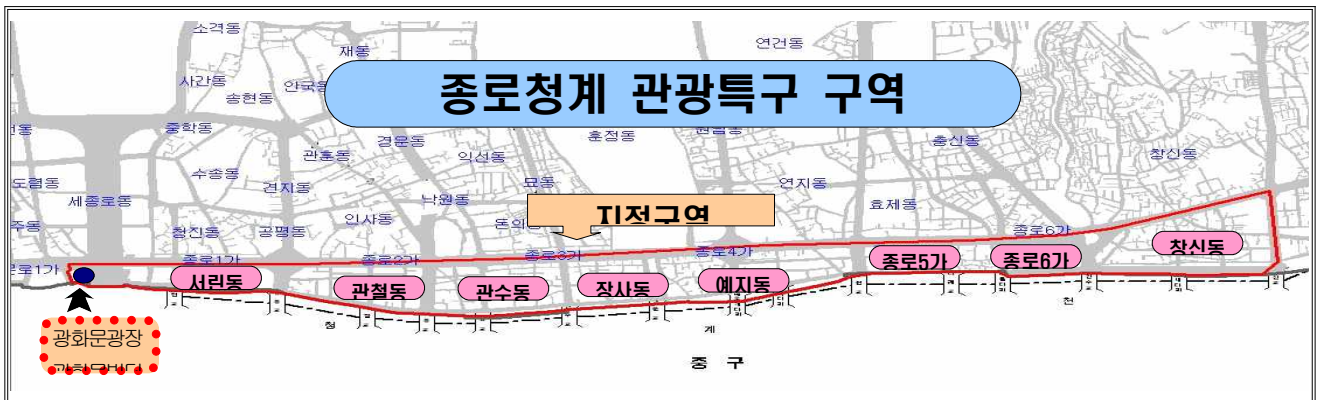 소격동
재동
연건동
사간동
안국동
송현동
종로청계 관광특구 구역
중학동
경운동
훈정동
충신동
관훈동
익선동
창신동
수송동
견지동
묘동
연지동
도렴동
세종로동
낙원동
효제동
인사동
지정구역
청진동
공평동
종로6가
종로1가
종로2가
종로3가
종로4가
서린동
관철동
관수동
장사동
예지동
종로5가
종로6가
창신동
청
계
천
광화문광장
중 구